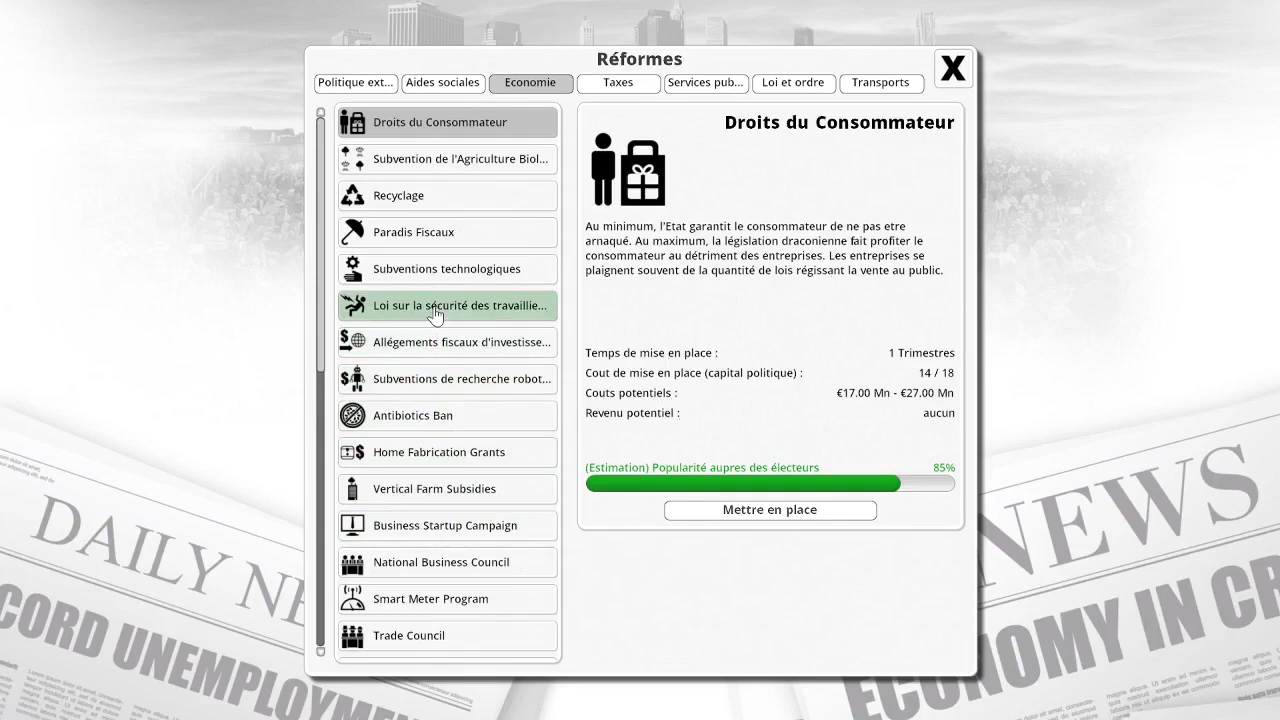 Réformes
X
Politique ext...
Aides sociales
Economie
Taxes
Services pub...
Loi et ordre
Transports
Droits du Consommateur
Subvention de l'Agriculture Biol...
Recyclage
Paradis Fiscaux
Subventions technologiques
Loi sur la sécurité des travaillie...
Allégements fiscaux d'investisse...
Subventions de recherche robot...
Antibiotics Ban
Home Fabrication Grants
Vertical Farm Subsidies
Business Startup Campaign
National Business Council
Smart Meter Program
Trade Council
Droits du Consommateur
Au minimum, l'Etat garantit le consommateur de ne pas etre
arnaqué. Au maximum, la législation draconienne fait profiter le
consommateur au détriment des entreprises. Les entreprises se
plaignent souvent de la quantité de lois régissant la vente au public.
Temps de mise en place : 1 Trimestres
Cout de mise en place (capital politique) : 14 / 18
Couts potentiels : €17.00 Mn - €27.00 Mn
Revenu potentiel : aucun
(Estimation) Popularité aupres des électeurs 85%
Mettre en place
DAILY NE
CORD UNEMPLOYM
NEWS
ECONOMY IN CR